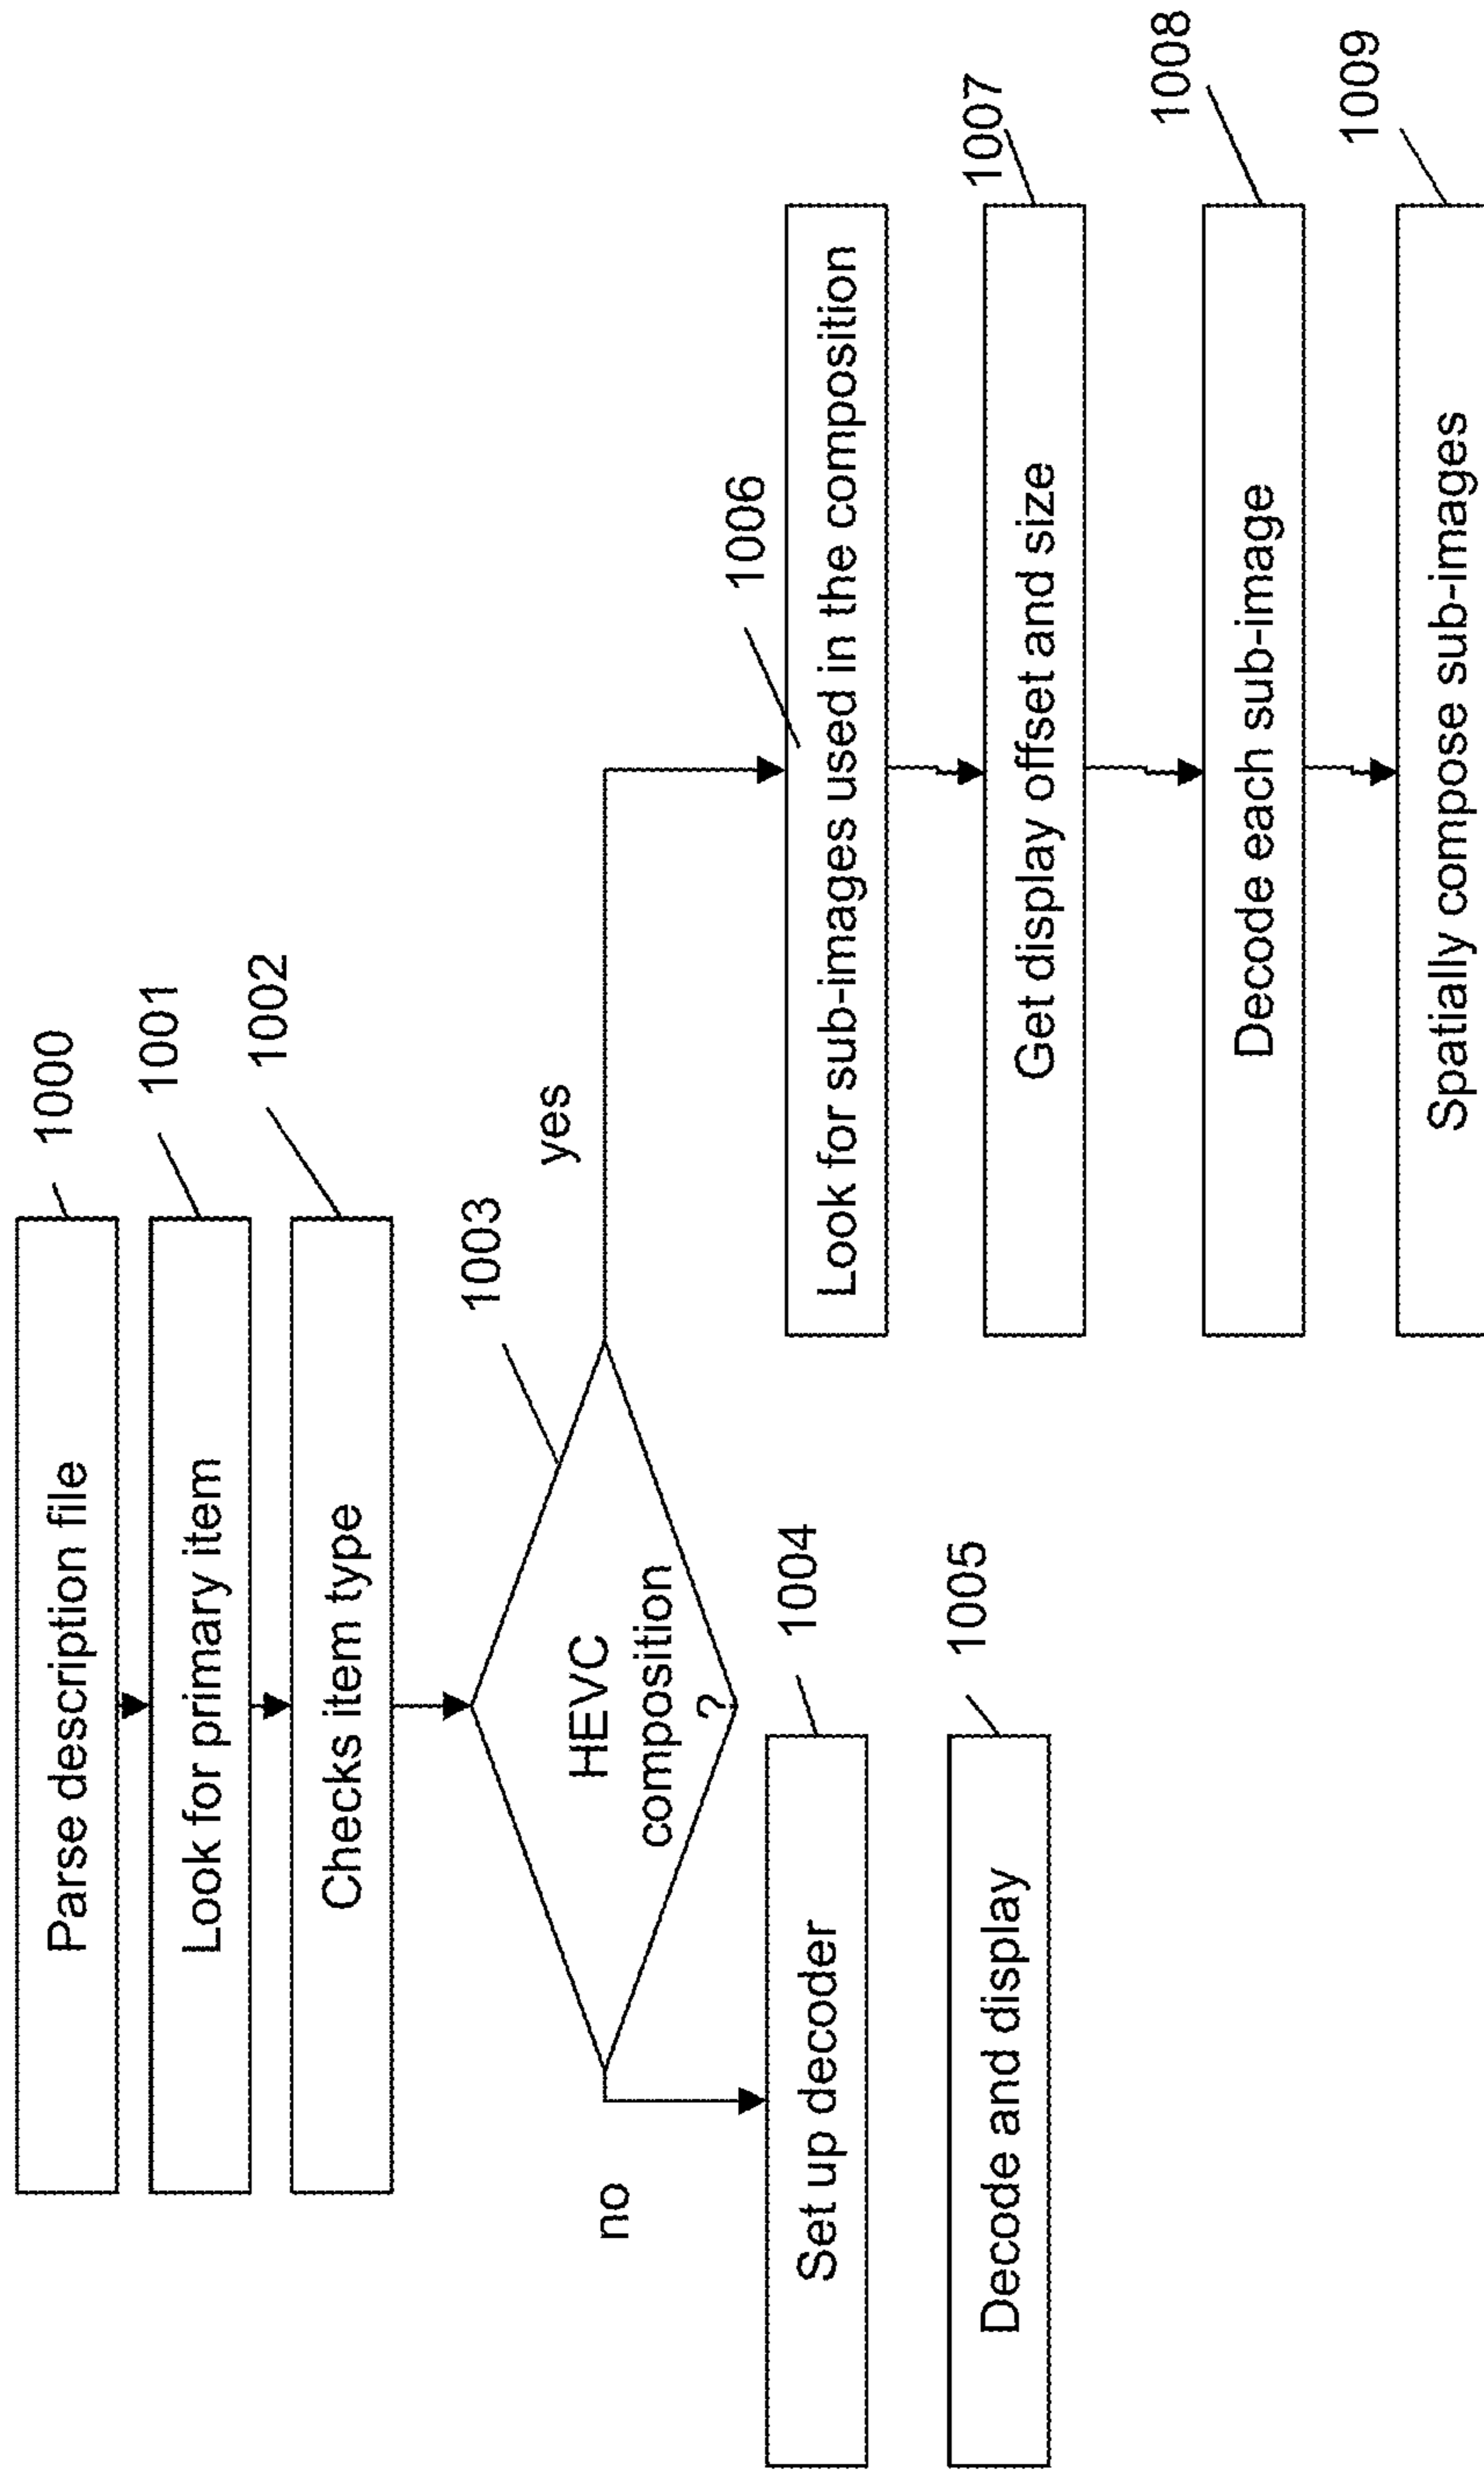 Parse description file
1000
Look for primary item
1001
Checks item type
1002
HEVC
composition
?
1003
yes
no
Set up decoder
1004
Decode and display
1005
1006
Look for sub-images used in the composition
Get display offset and size
1007
Decode each sub-image
1008
Spatially compose sub-images
1009